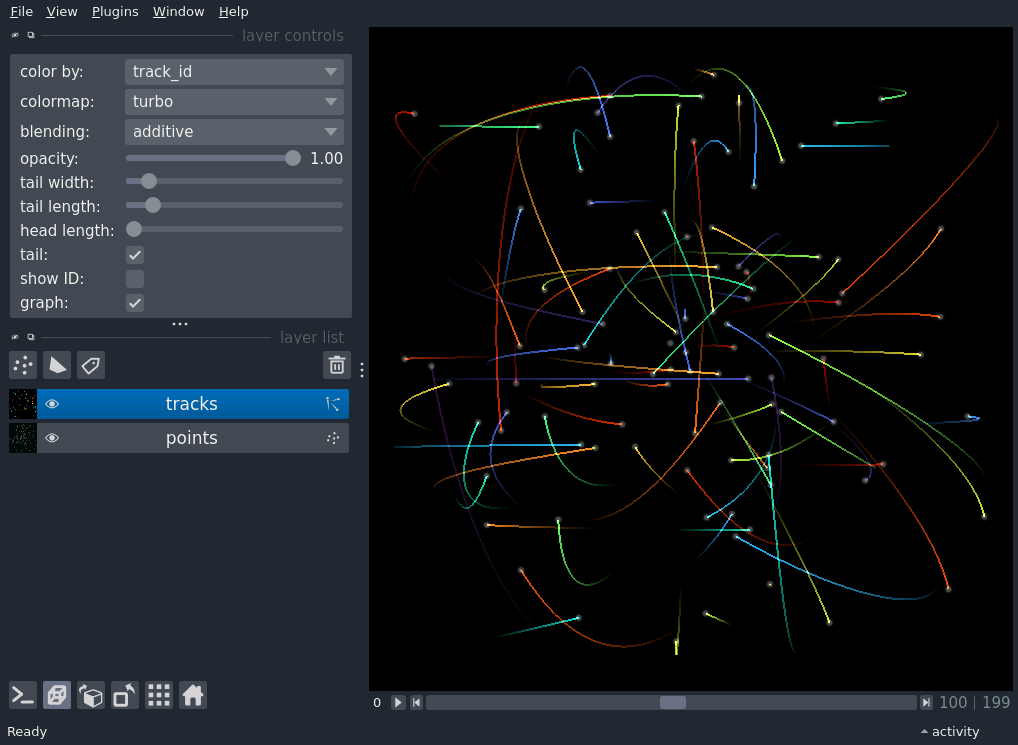 File View Plugins Window Help
layer controls
color by: track_id
colormap: turbo
blending: additive
opacity: 1.00
tail width:
tail length:
head length:
tail:
show ID:
graph:
layer list
tracks
points
0 100 199
Ready activity